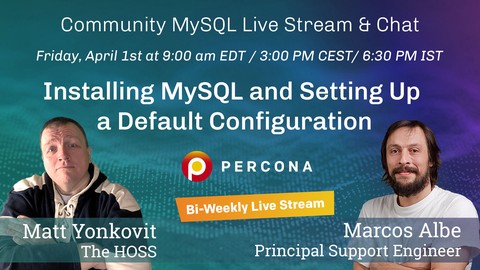 Community MySQL Live Stream & Chat
Friday, April 1st at 9:00 am EDT / 3:00 PM CEST/ 6:30 PM IST
Installing MySQL and Setting Up
a Default Configuration
PERCONA
Bi-Weekly Live Stream
Matt Yonkovit
The HOSS
Marcos Albe
Principal Support Engineer